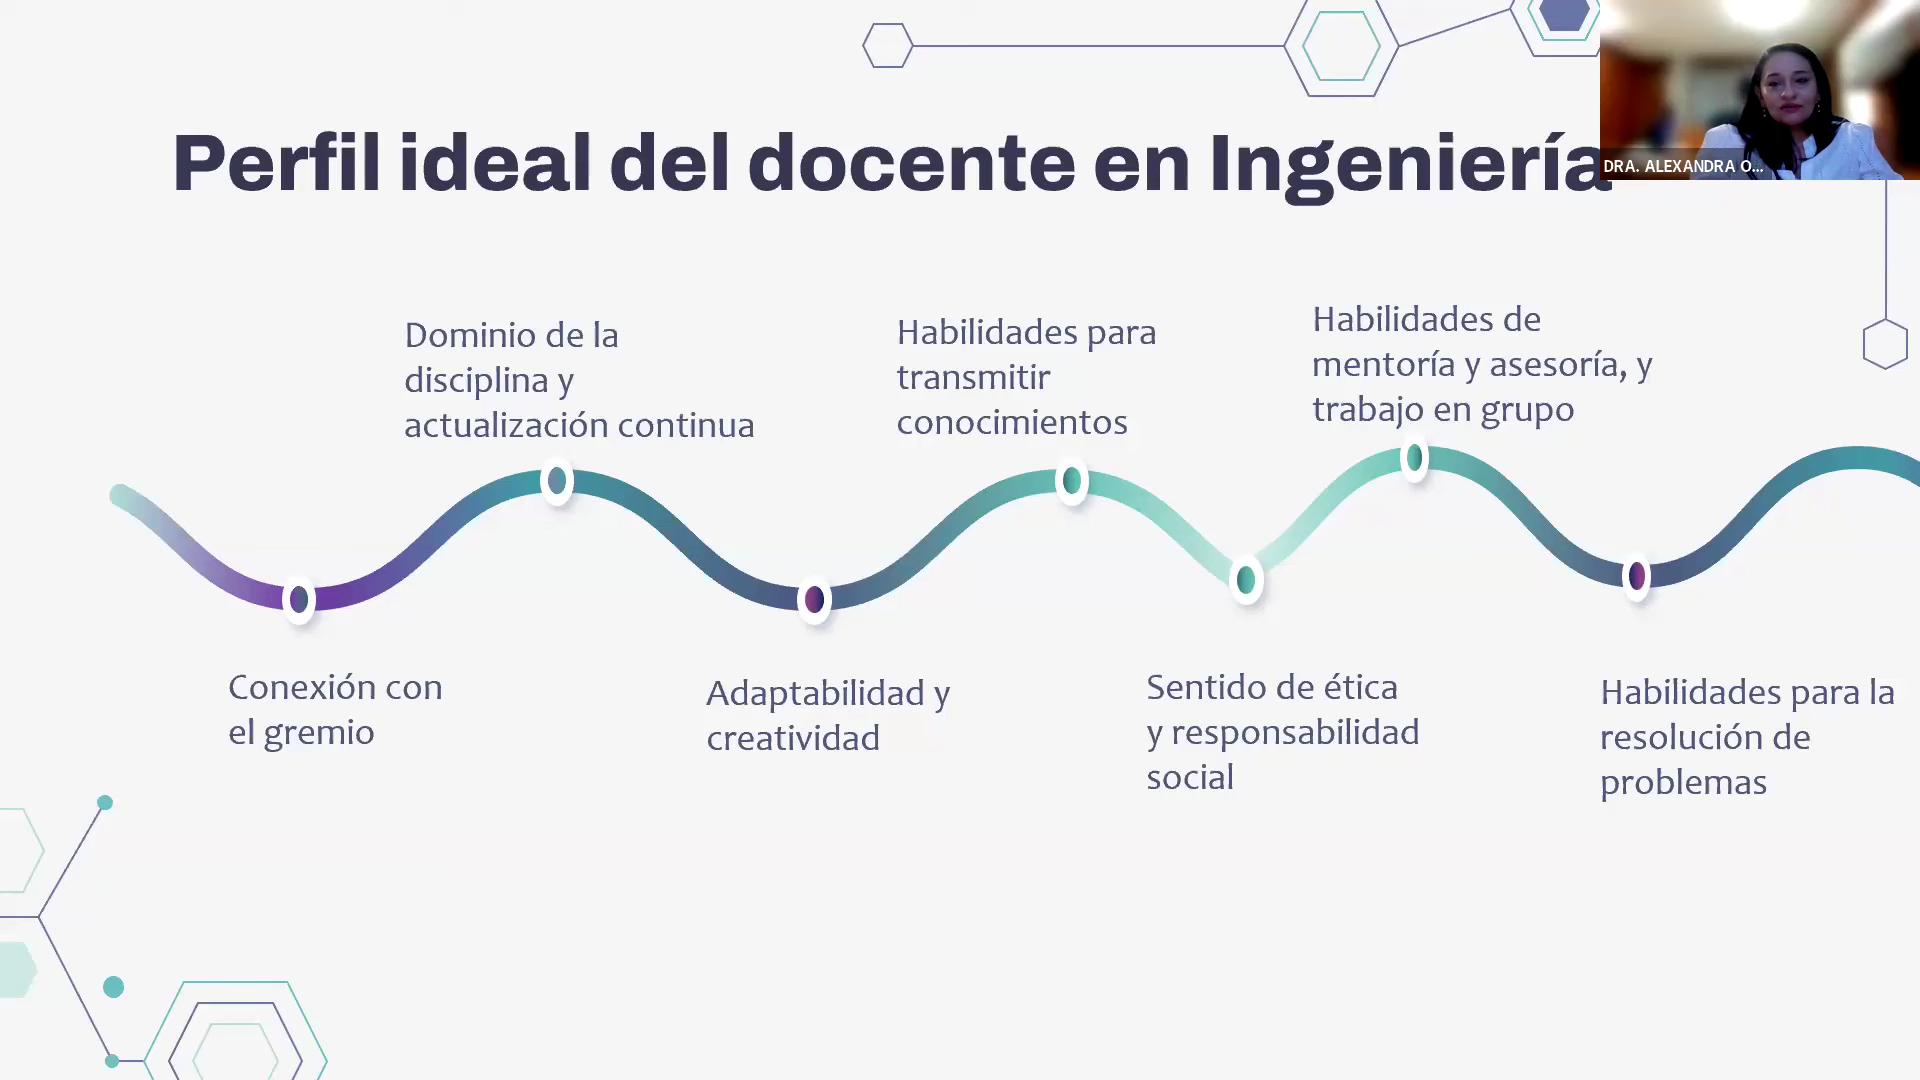 Perfil ideal del docente en Ingeniería
DRA. ALEXANDRA O...
Dominio de la
disciplina y
actualización continua
Habilidades para
transmitir
conocimientos
Habilidades de
mentoría y asesoría, y
trabajo en grupo
Conexión con
el gremio
Adaptabilidad y
creatividad
Sentido de ética
y responsabilidad
social
Habilidades para la
resolución de
problemas